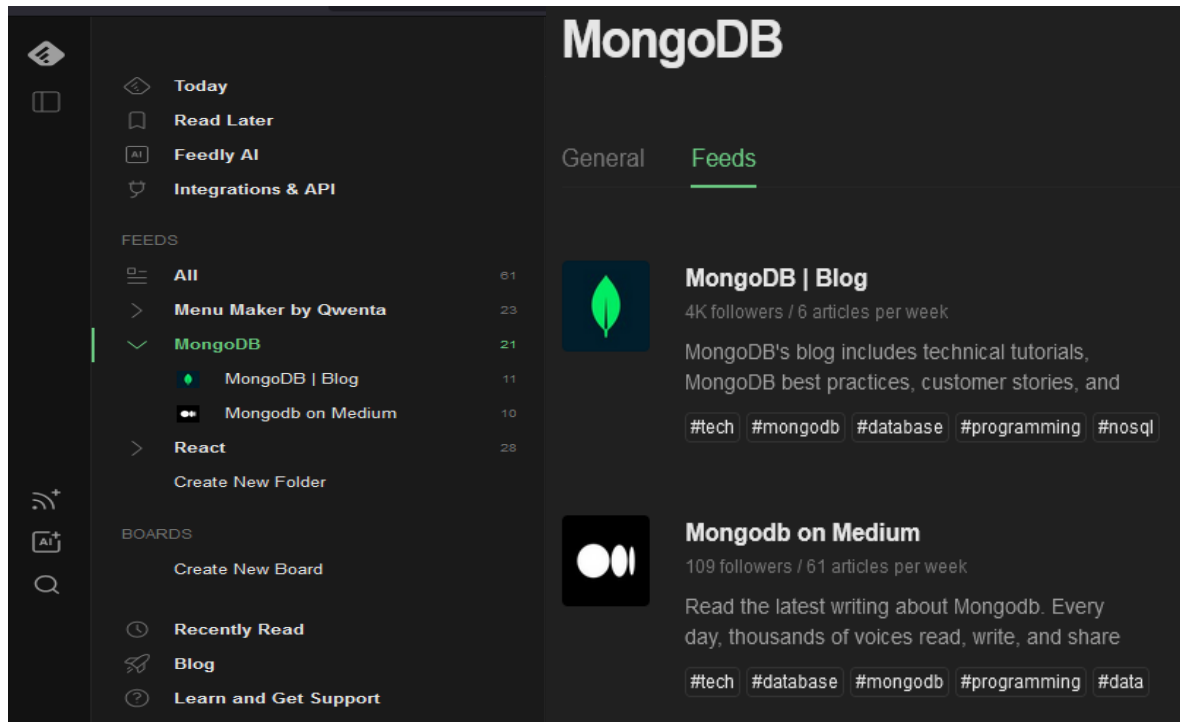 Today
Read Later
AI Feedly AI
Integrations & API
FEEDS
All 61
Menu Maker by Qwenta 23
MongoDB 21
MongoDB | Blog 11
Mongodb on Medium 10
React 28
Create New Folder
BOARDS
AI
Create New Board
Recently Read
Blog
Learn and Get Support
MongoDB
General Feeds
MongoDB | Blog
4K followers / 6 articles per week
MongoDB's blog includes technical tutorials,
MongoDB best practices, customer stories, and
#tech #mongodb #database #programming #nosql
Mongodb on Medium
109 followers / 61 articles per week
Read the latest writing about Mongodb. Every
day, thousands of voices read, write, and share
#tech #database #mongodb #programming #data